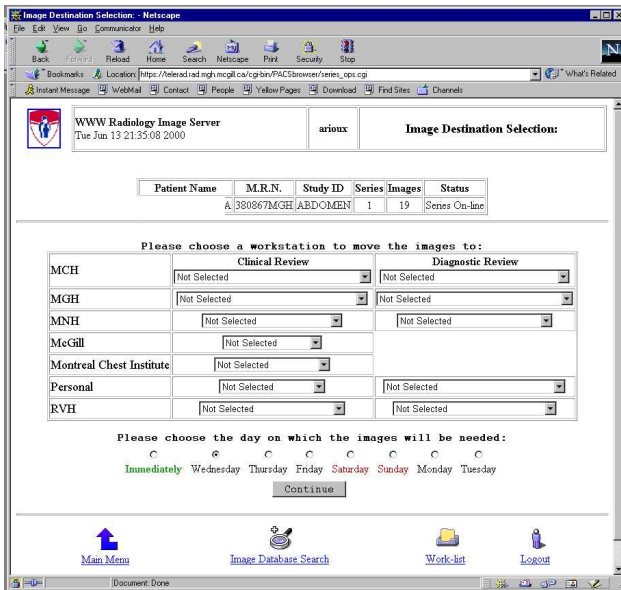 Image Destination Selection: - Netscape
File Edit View Go Communicator Help
Back Forward Reload Home Search Netscape Print Security Stop
Bookmarks Location: https://telerad.rad.mgh.mcgill.ca/cgi-bin/PACSbrowser/series_ops.cgi What's Related
Instant Message WebMail Contact People Yellow Pages Download Find Sites Channels
WWW Radiology Image Server
Tue Jun 13 21:35:08 2000
arioux
Image Destination Selection:
Patient Name M.R.N. Study ID Series Images Status
A 380867MGH ABDOMEN 1 19 Series On-line
Please choose a workstation to move the images to:
MCH Clinical Review Diagnostic Review
Not Selected Not Selected
MGH Not Selected Not Selected
MNH Not Selected Not Selected
McGill Not Selected
Montreal Chest Institute Not Selected
Personal Not Selected Not Selected
RVH Not Selected Not Selected
Please choose the day on which the images will be needed:
Immediately Wednesday Thursday Friday Saturday Sunday Monday Tuesday
Continue
Main Menu Image Database Search Work-list Logout
Document: Done